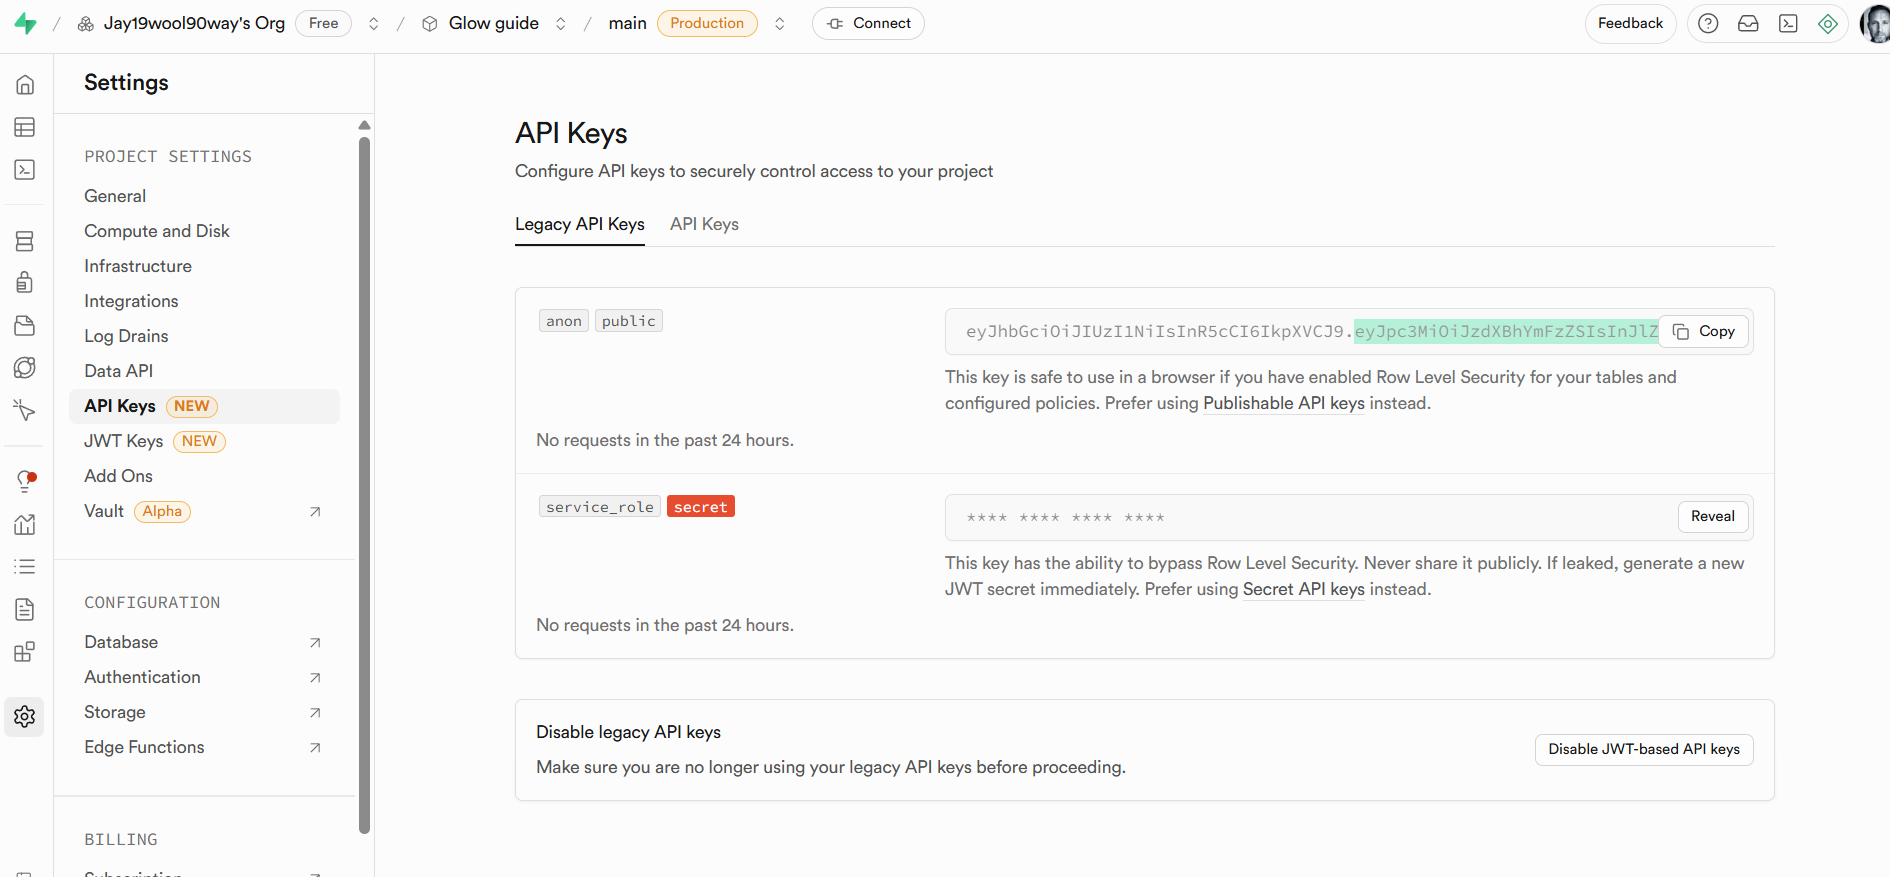 Jay19wool90way's Org Free / Glow guide / main Production Connect Feedback
Settings
PROJECT SETTINGS
General
Compute and Disk
Infrastructure
Integrations
Log Drains
Data API
API Keys NEW
JWT Keys NEW
Add Ons
Vault Alpha
CONFIGURATION
Database
Authentication
Storage
Edge Functions
BILLING
Subscription
API Keys
Configure API keys to securely control access to your project
Legacy API Keys API Keys
anon public
eyJhbGciOiJIUzI1NiIsInR5cCI6IkpXVCJ9.eyJpc3MiOiJzdXBhYmFzZSIsInJlZ Copy
This key is safe to use in a browser if you have enabled Row Level Security for your tables and
configured policies. Prefer using Publishable API keys instead.
No requests in the past 24 hours.
service_role secret
**** **** **** **** Reveal
This key has the ability to bypass Row Level Security. Never share it publicly. If leaked, generate a new
JWT secret immediately. Prefer using Secret API keys instead.
No requests in the past 24 hours.
Disable legacy API keys
Make sure you are no longer using your legacy API keys before proceeding.
Disable JWT-based API keys